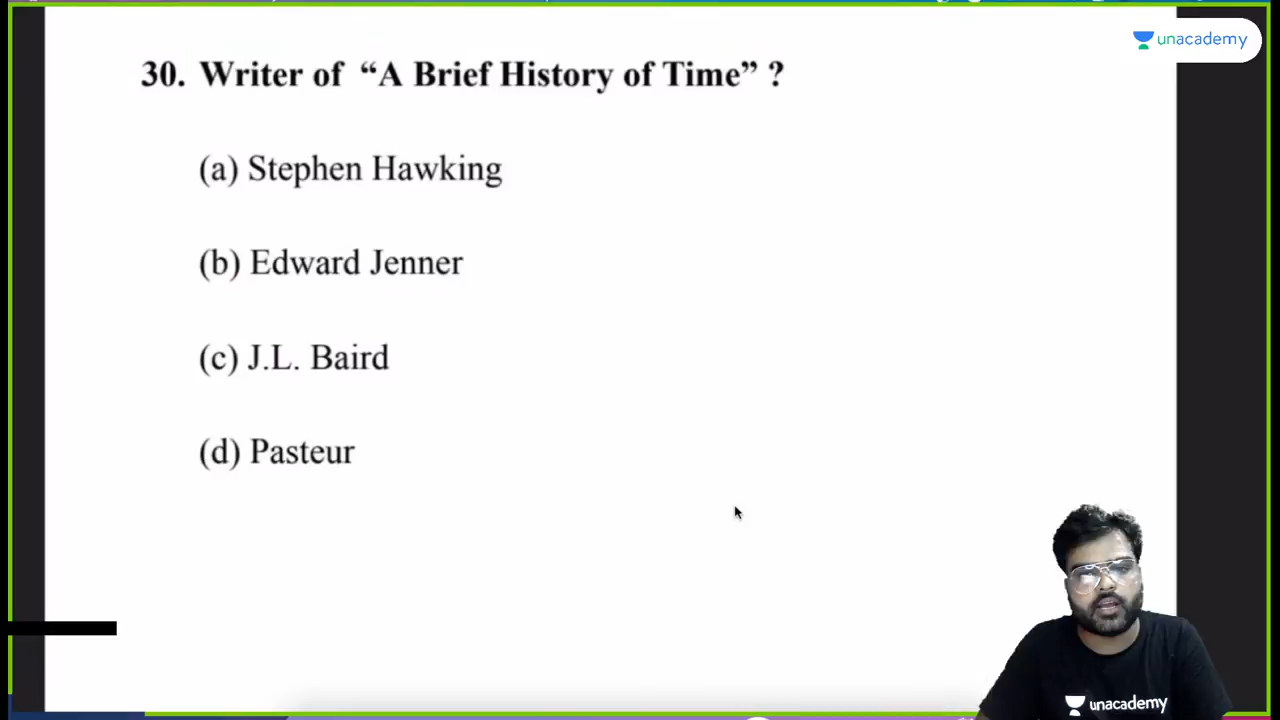 unacademy
30. Writer of “A Brief History of Time” ?
(a) Stephen Hawking
(b) Edward Jenner
(c) J.L. Baird
(d) Pasteur
unacademy